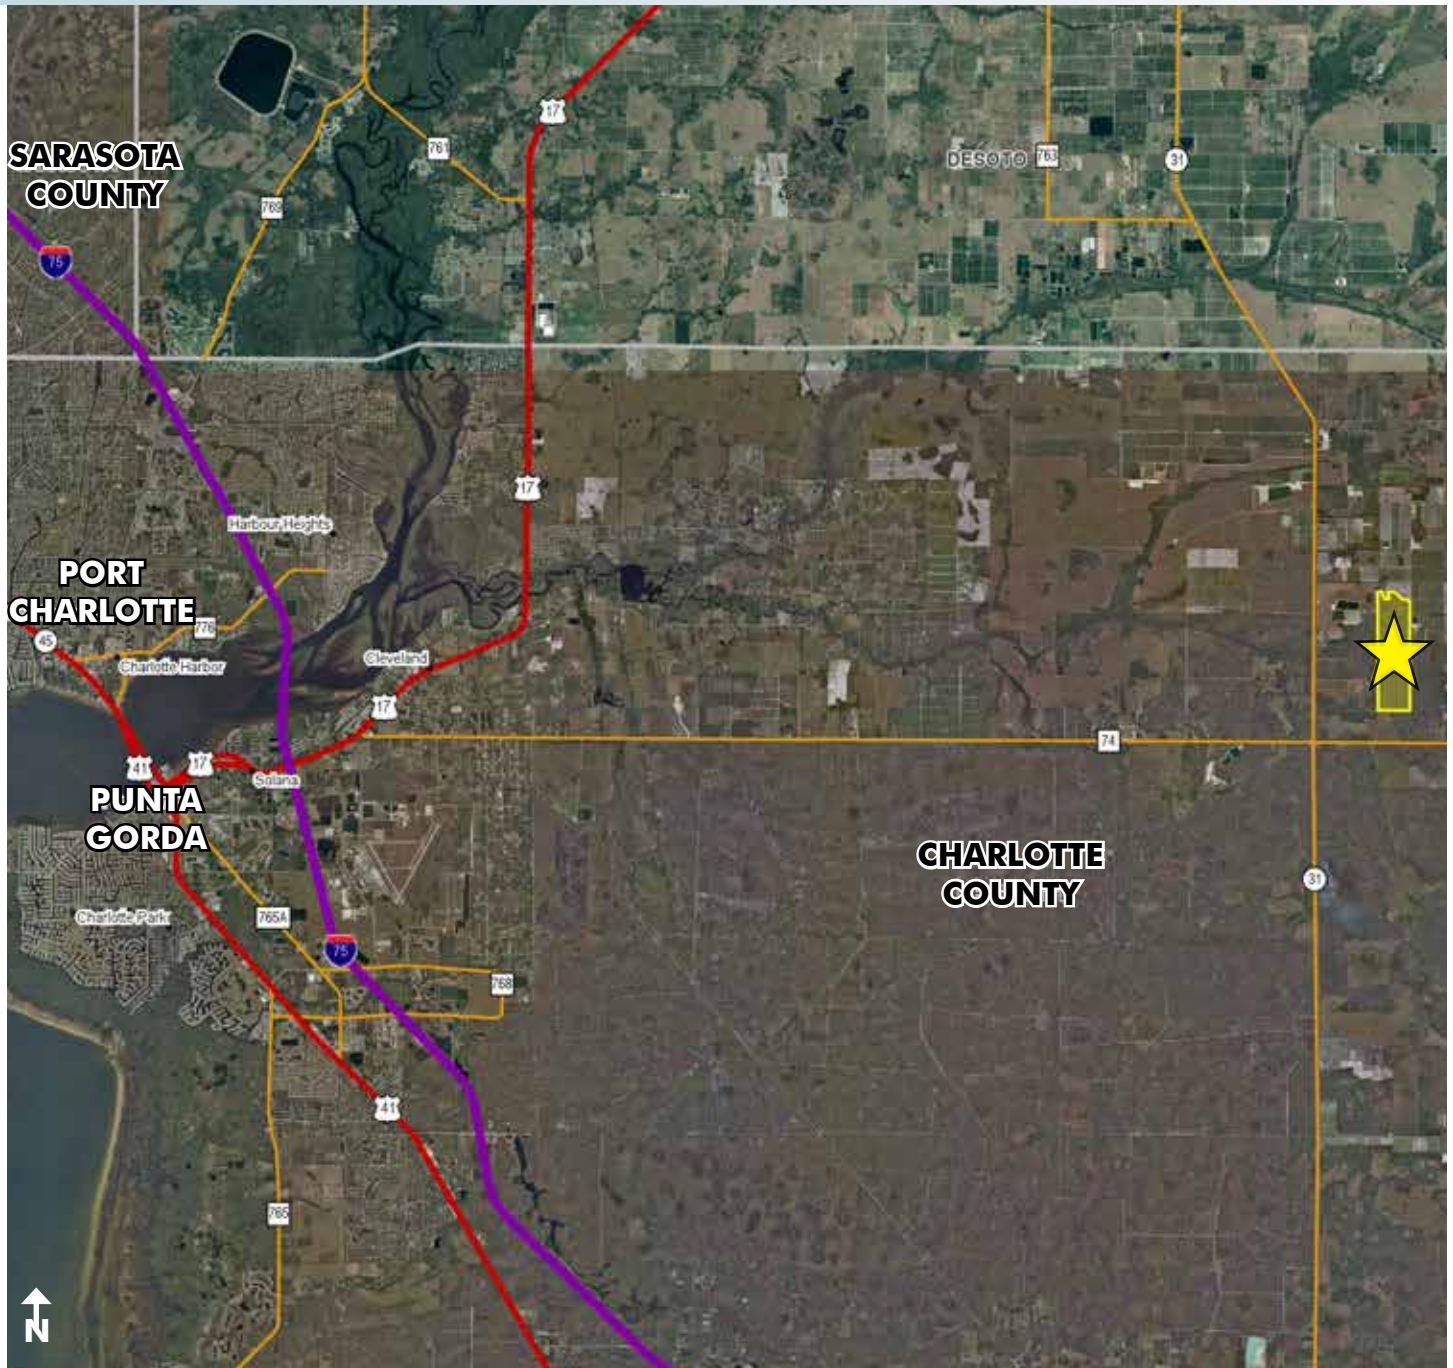 17
761
SARASOTA
COUNTY
DESOTO
763
31
769
75
17
Harbour Heights
PORT
CHARLOTTE
776
45
Charlotte Harbor
Cleveland
17
74
41
17
Solana
PUNTA
GORDA
CHARLOTTE
COUNTY
31
765A
Charlotte Park
75
768
41
765
N